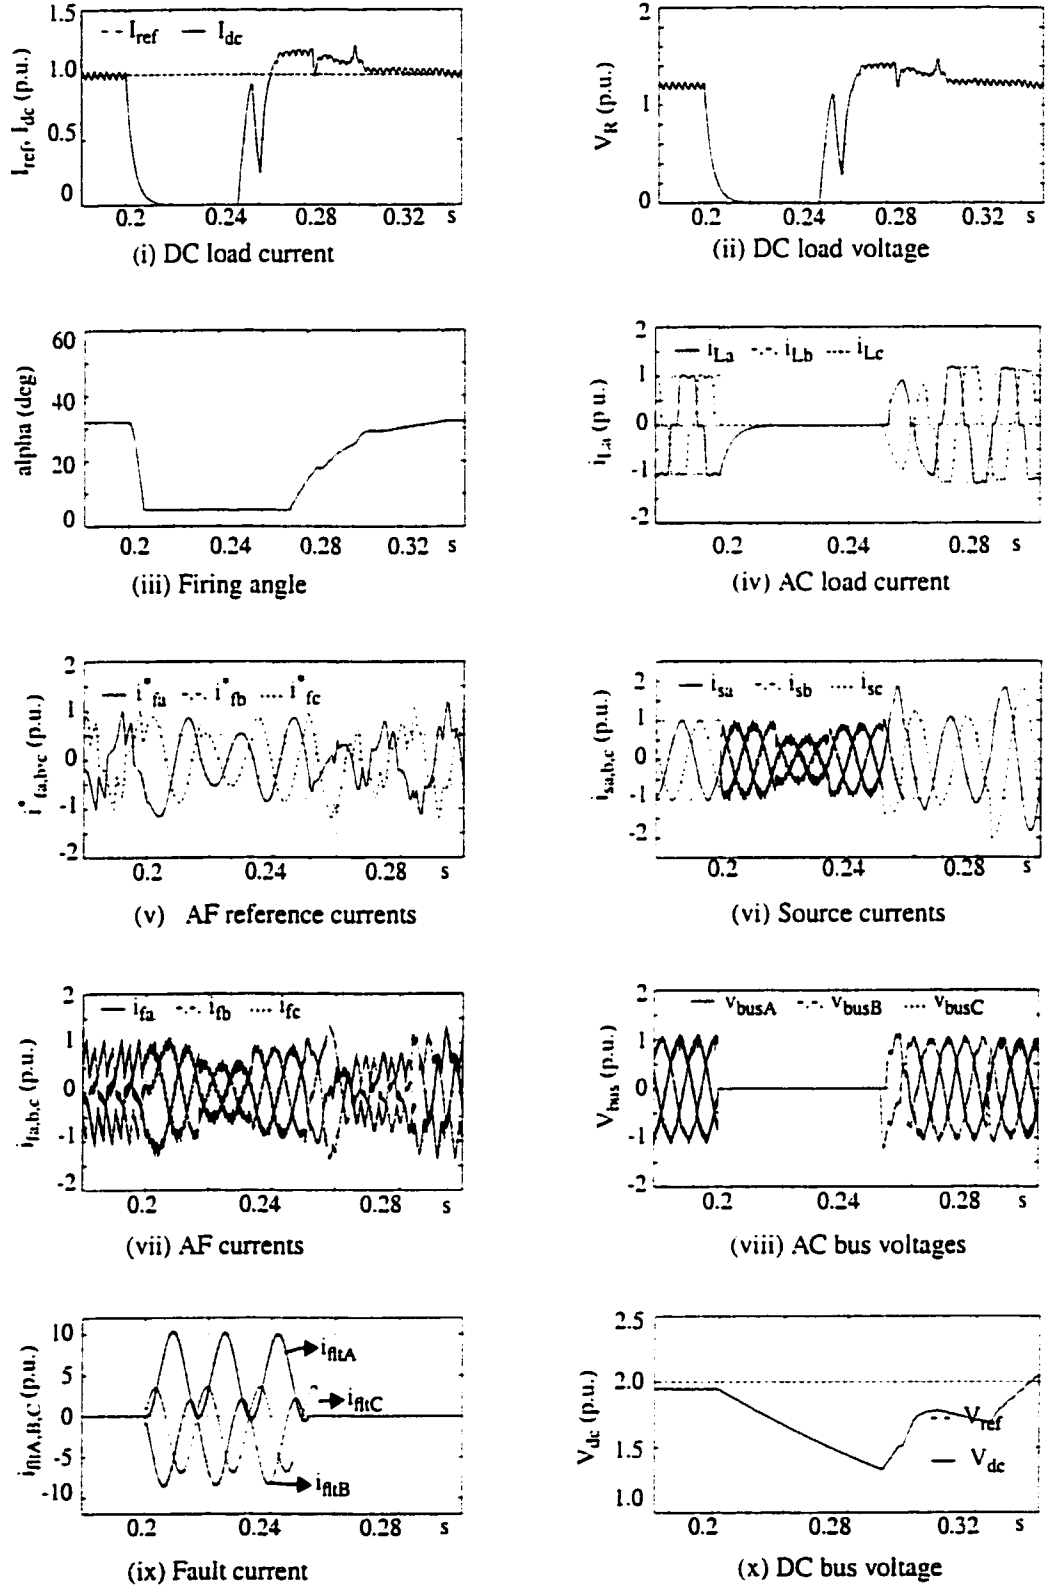 1.5
1.0
0.5
0
I_ref, I_dc (p.u.)
-- I_ref — I_dc
0.2 0.24 0.28 0.32 s
(i) DC load current
2
1
0
V_R (p.u.)
0.2 0.24 0.28 0.32 s
(ii) DC load voltage
60
40
20
0
alpha (deg)
0.2 0.24 0.28 0.32 s
(iii) Firing angle
2
1
0
-1
-2
i_La (p.u.)
i_La i_Lb i_Lc
0.2 0.24 0.28 s
(iv) AC load current
2
1
0
-1
-2
i*_fa,b,c (p.u.)
i*_fa i*_fb i*_fc
0.2 0.24 0.28 s
(v) AF reference currents
2
1
0
-1
-2
i_sa,b,c (p.u.)
i_sa i_sb i_sc
0.2 0.24 0.28 s
(vi) Source currents
2
1
0
-1
-2
i_fa,b,c (p.u.)
i_fa i_fb i_fc
0.2 0.24 0.28 s
(vii) AF currents
2
1
0
-1
-2
V_bus (p.u.)
v_busA v_busB v_busC
0.2 0.24 0.28 s
(viii) AC bus voltages
10
5
0
-5
-10
i_fltA,B,C (p.u.)
i_fltA
i_fltC
i_fltB
0.2 0.24 0.28 s
(ix) Fault current
2.5
2.0
1.5
1.0
V_dc (p.u.)
V_ref
V_dc
0.2 0.28 0.32 s
(x) DC bus voltage